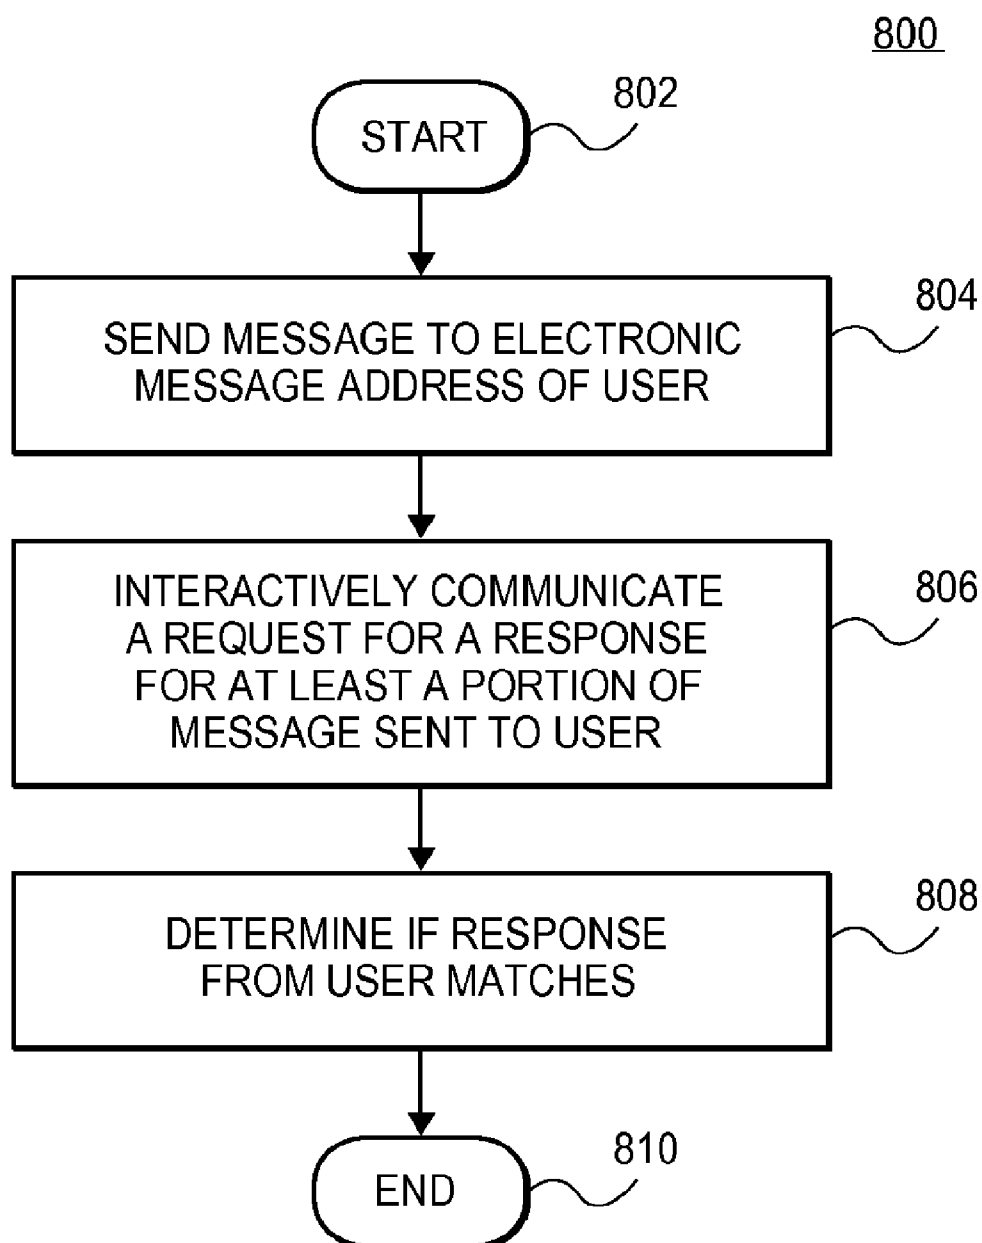 800
802
START
804
SEND MESSAGE TO ELECTRONIC
MESSAGE ADDRESS OF USER
806
INTERACTIVELY COMMUNICATE
A REQUEST FOR A RESPONSE
FOR AT LEAST A PORTION OF
MESSAGE SENT TO USER
808
DETERMINE IF RESPONSE
FROM USER MATCHES
810
END